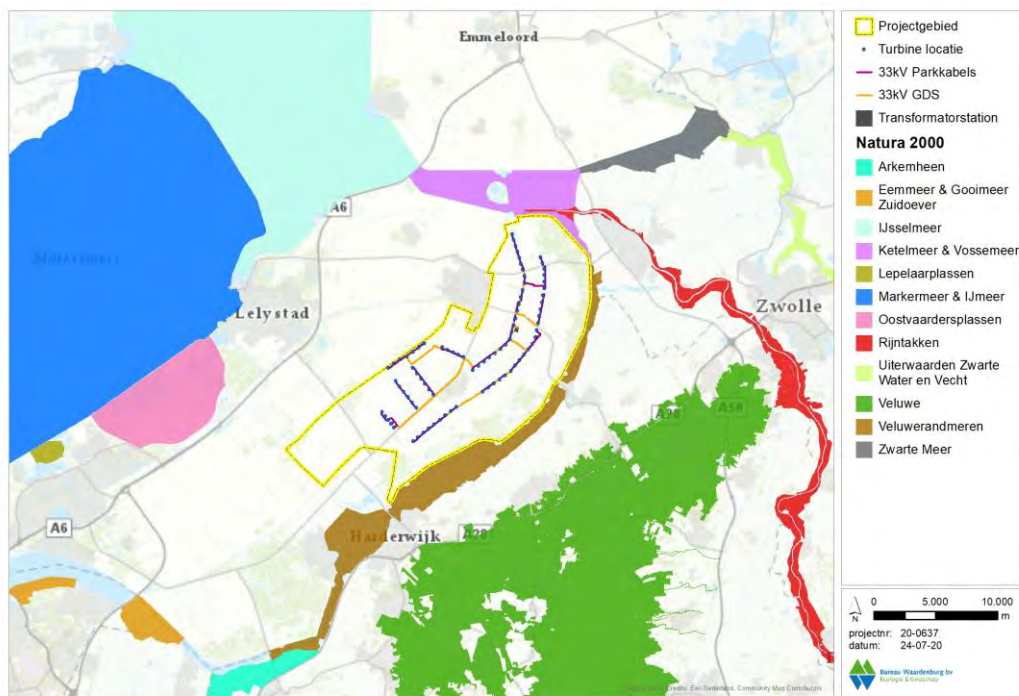 Emmeloord
A6
Lelystad
Zwolle
A28
A50
A6
Harderwijk
A28
Projectgebied
Turbine locatie
33kV Parkkabels
33kV GDS
Transformatorstation
Natura 2000
Arkemheen
Eemmeer & Gooimeer
Zuidoever
IJsselmeer
Ketelmeer & Vossemeer
Lepelaarplassen
Markermeer & IJmeer
Oostvaardersplassen
Rijntakken
Uiterwaarden Zwarte
Water en Vecht
Veluwe
Veluwerandmeren
Zwarte Meer
N
0 5.000 10.000
m
projectnr: 20-0637
datum: 24-07-20
Bureau Waardenburg bv
Ecologie & landschap